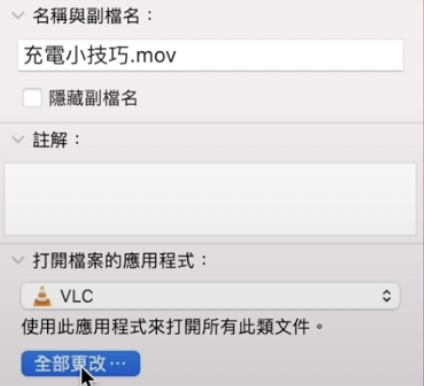 名稱與副檔名：
充電小技巧.mov
隱藏副檔名
註解：
打開檔案的應用程式：
VLC
使用此應用程式來打開所有此類文件。
全部更改…